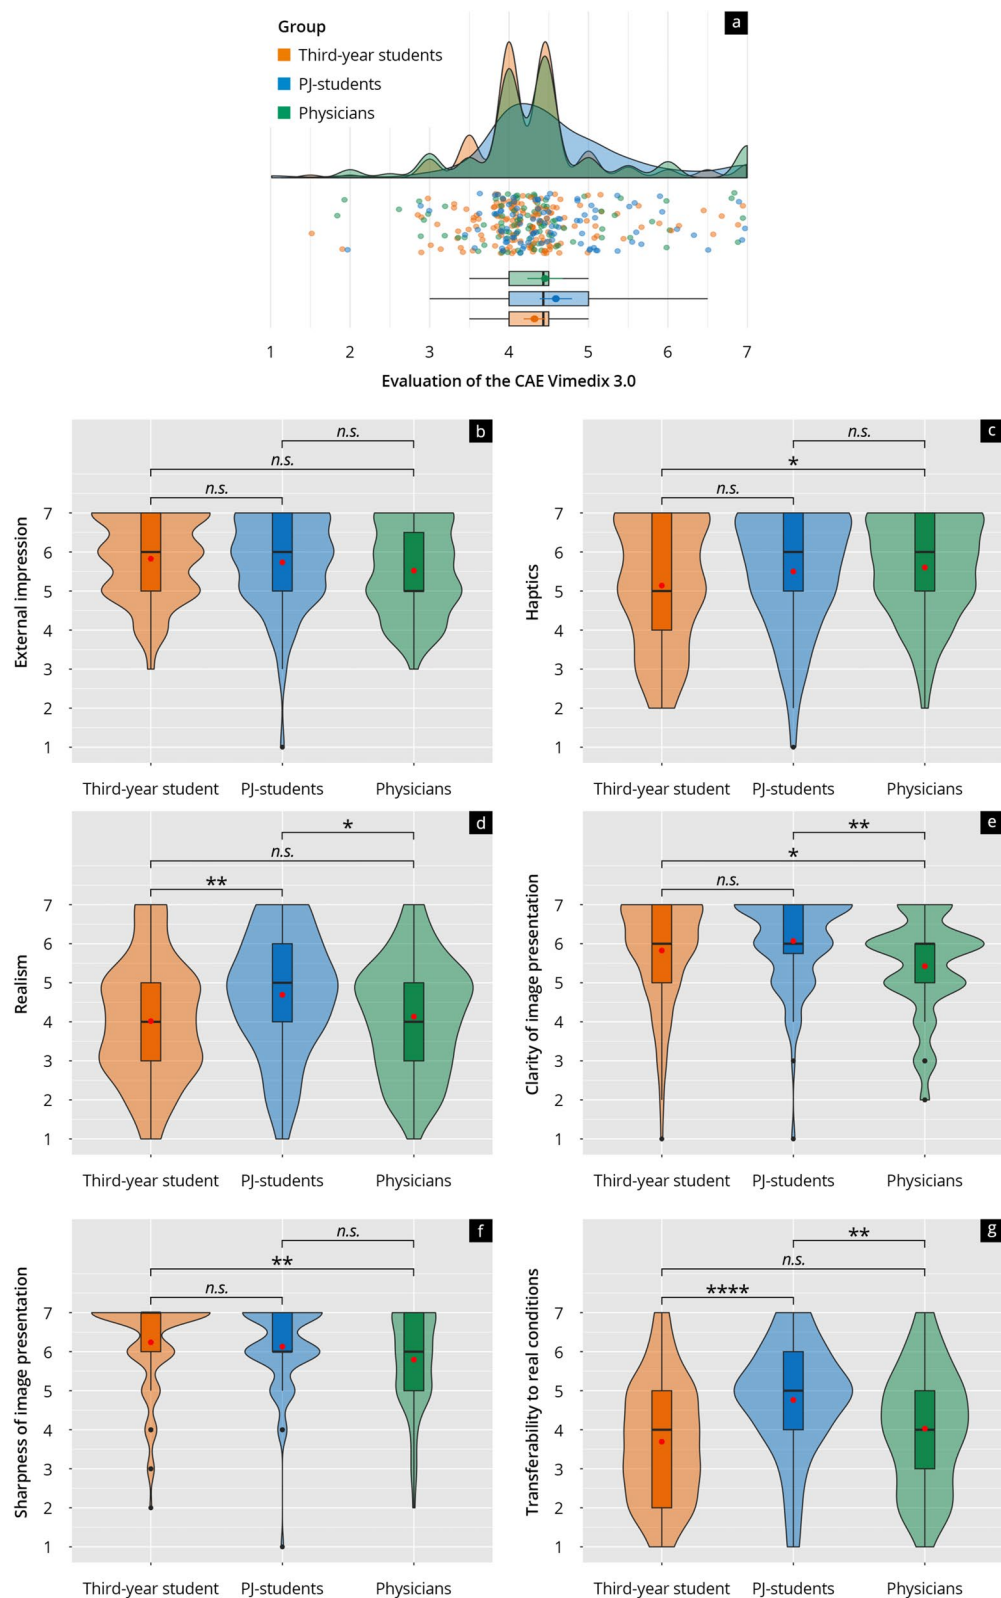 Group
a
Third-year students
PJ-students
Physicians
1 2 3 4 5 6 7
Evaluation of the CAE Vimedix 3.0
b
n.s.
n.s.
n.s.
External impression
7
6
5
4
3
2
1
Third-year student PJ-students Physicians
c
n.s.
*
n.s.
Haptics
7
6
5
4
3
2
1
Third-year student PJ-students Physicians
d
*
n.s.
**
Realism
7
6
5
4
3
2
1
Third-year student PJ-students Physicians
e
**
*
n.s.
Clarity of image presentation
7
6
5
4
3
2
1
Third-year student PJ-students Physicians
f
n.s.
**
n.s.
Sharpness of image presentation
7
6
5
4
3
2
1
Third-year student PJ-students Physicians
g
**
n.s.
****
Transferability to real conditions
7
6
5
4
3
2
1
Third-year student PJ-students Physicians